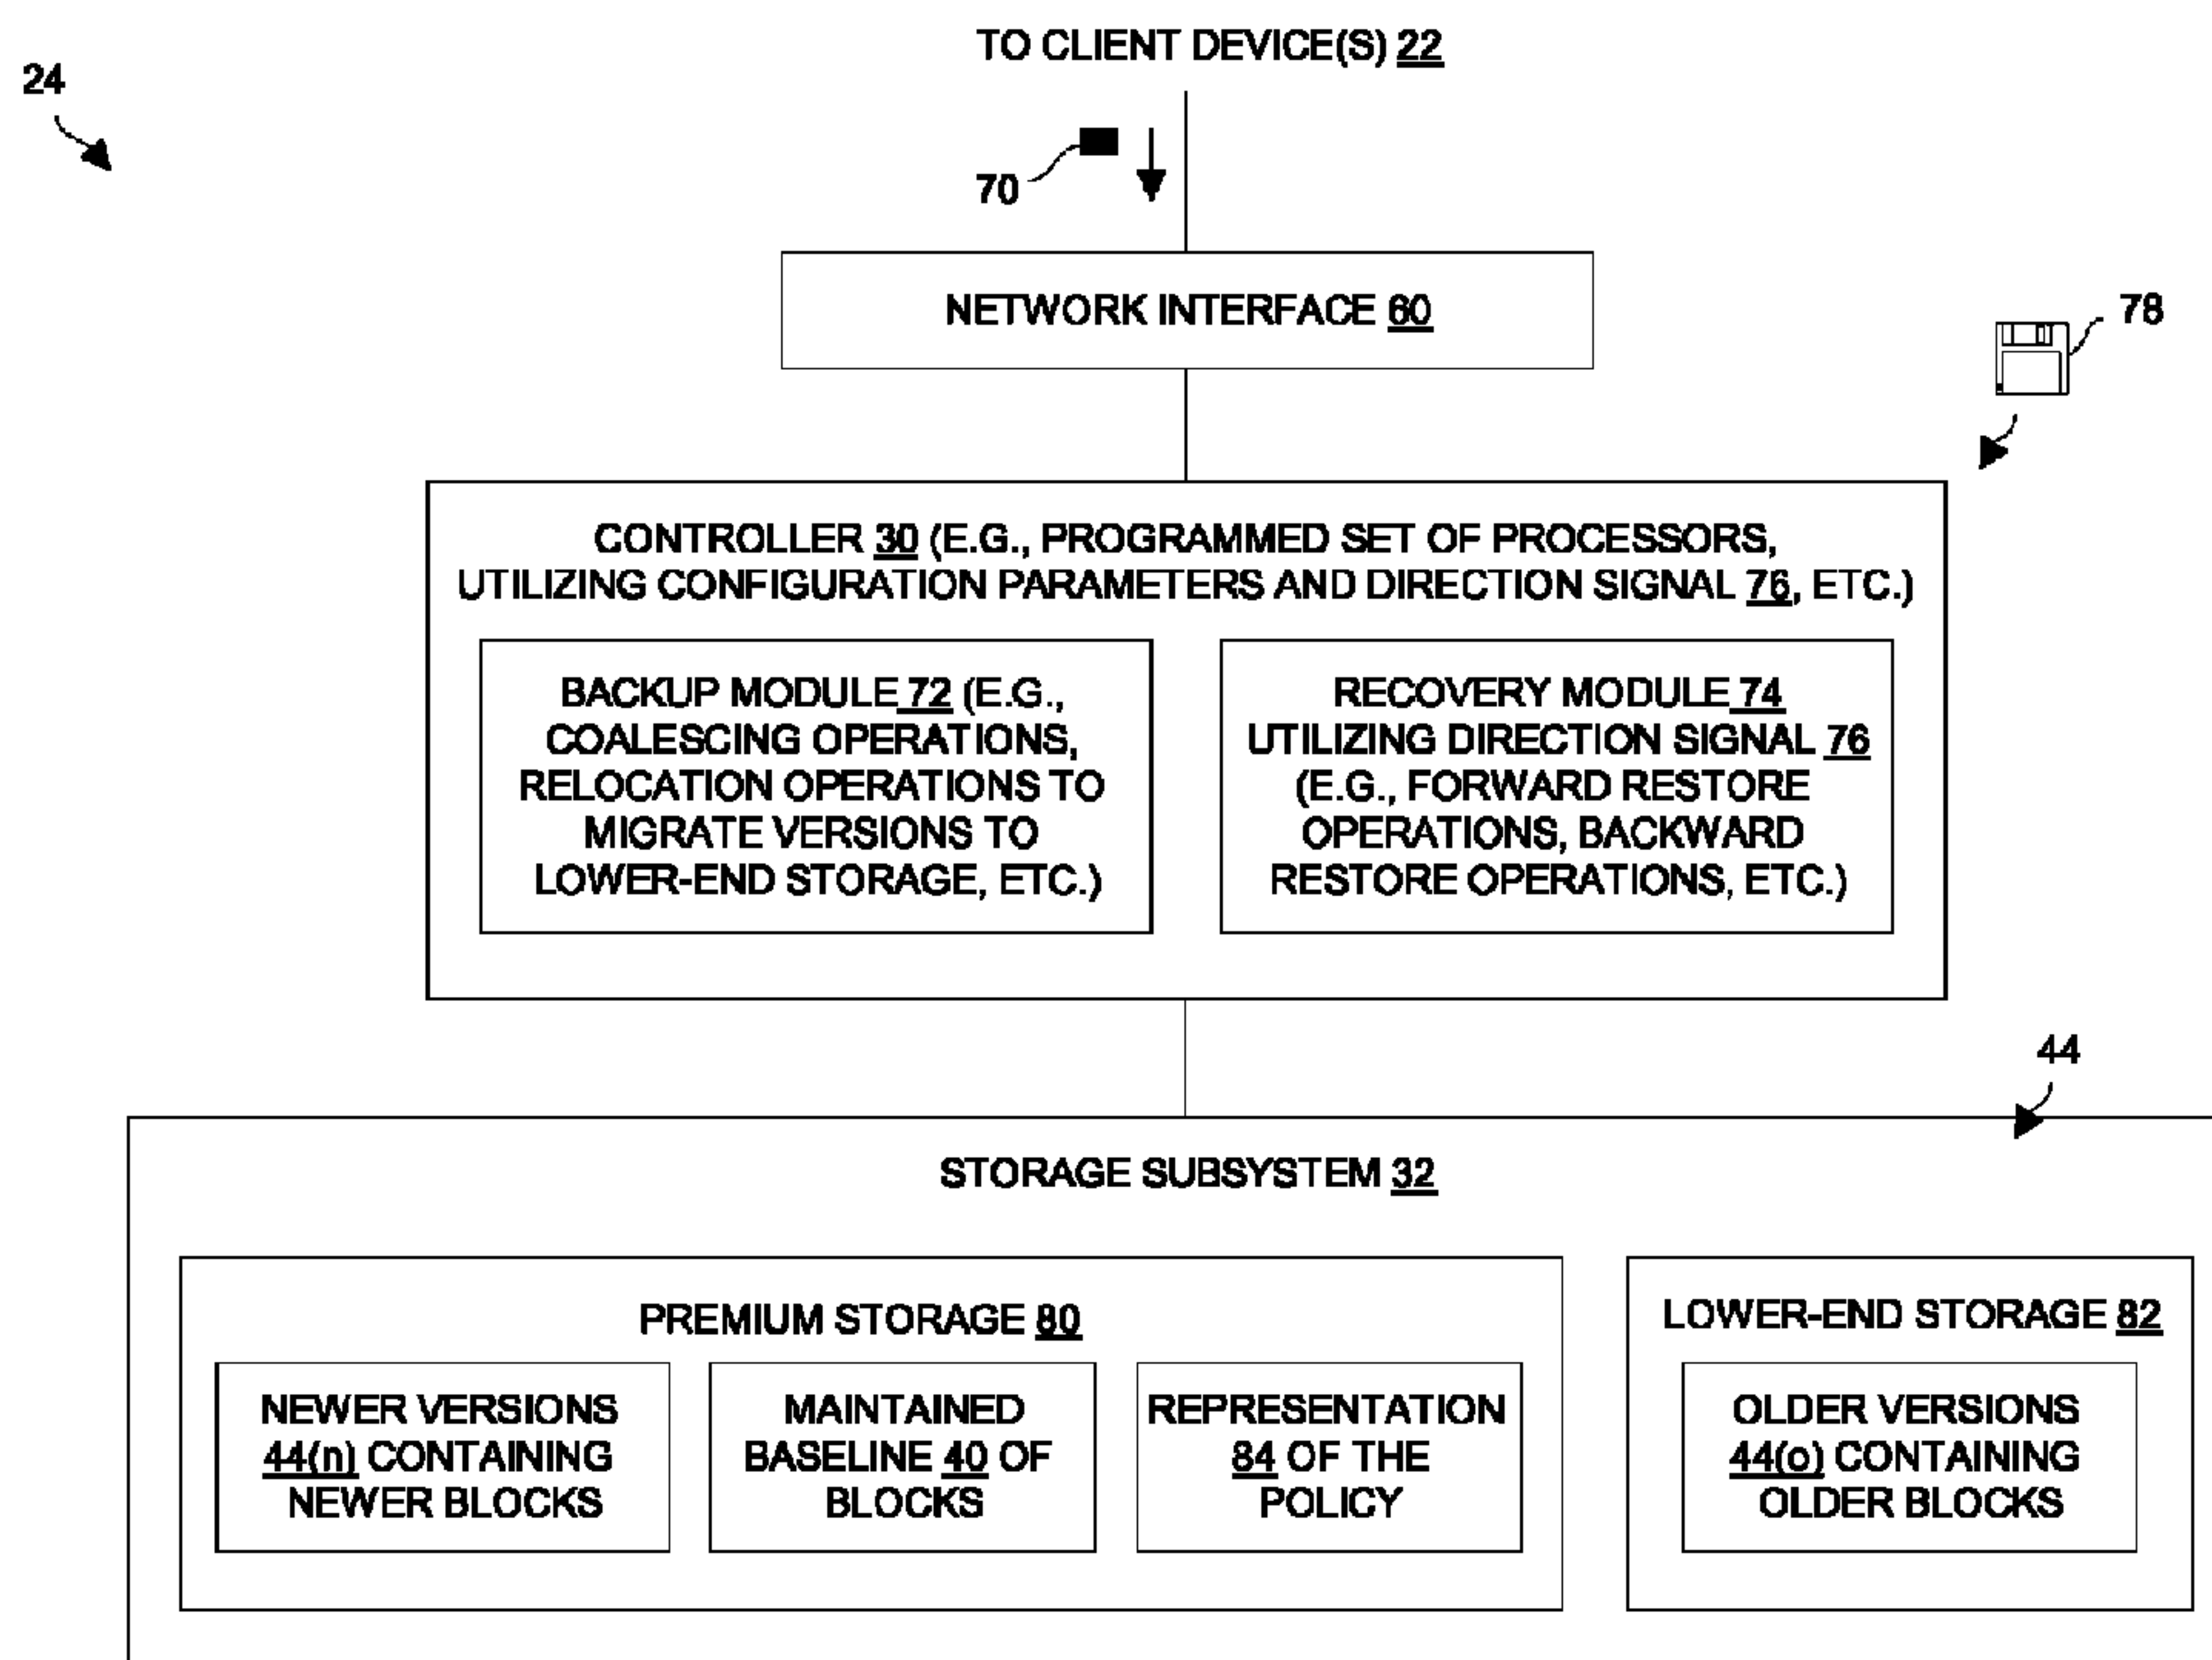 TO CLIENT DEVICE(S) 22
24
70
NETWORK INTERFACE 60
78
CONTROLLER 30 (E.G., PROGRAMMED SET OF PROCESSORS,
UTILIZING CONFIGURATION PARAMETERS AND DIRECTION SIGNAL 76, ETC.)
BACKUP MODULE 72 (E.G.,
COALESCING OPERATIONS,
RELOCATION OPERATIONS TO
MIGRATE VERSIONS TO
LOWER-END STORAGE, ETC.)
RECOVERY MODULE 74
UTILIZING DIRECTION SIGNAL 76
(E.G., FORWARD RESTORE
OPERATIONS, BACKWARD
RESTORE OPERATIONS, ETC.)
44
STORAGE SUBSYSTEM 32
PREMIUM STORAGE 80
NEWER VERSIONS
44(n) CONTAINING
NEWER BLOCKS
MAINTAINED
BASELINE 40 OF
BLOCKS
REPRESENTATION
84 OF THE
POLICY
LOWER-END STORAGE 82
OLDER VERSIONS
44(o) CONTAINING
OLDER BLOCKS